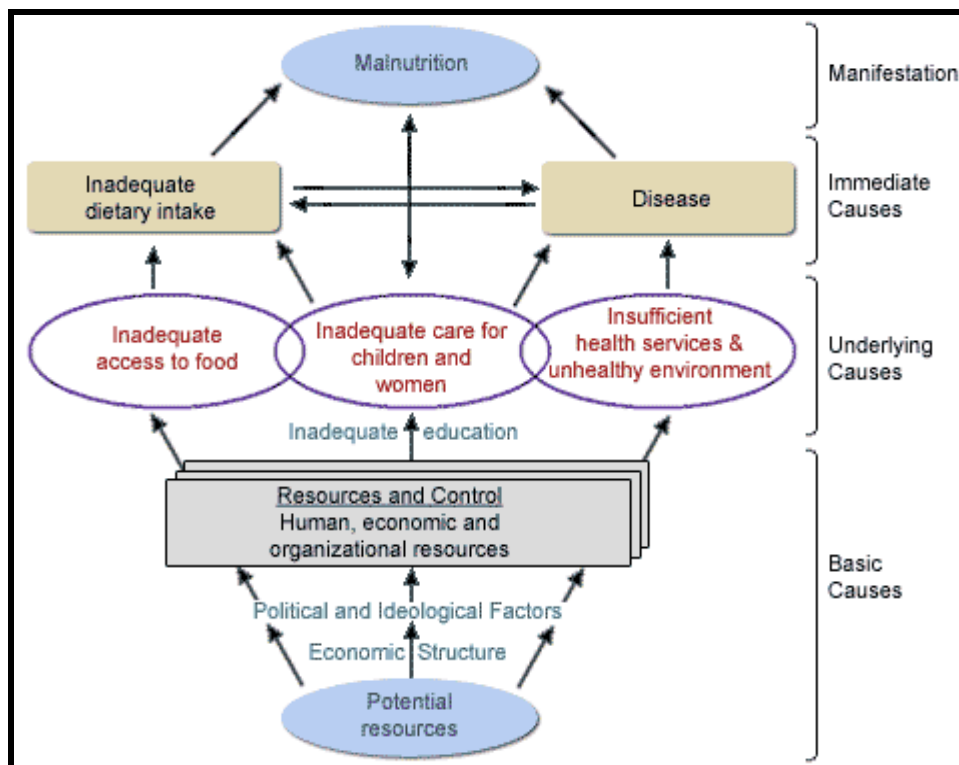 Malnutrition
Manifestation
Inadequate
dietary intake
Disease
Immediate
Causes
Inadequate
access to food
Inadequate care for
children and
women
Insufficient
health services &
unhealthy environment
Underlying
Causes
Inadequate education
Resources and Control
Human, economic and
organizational resources
Political and Ideological Factors
Economic Structure
Potential
resources
Basic
Causes